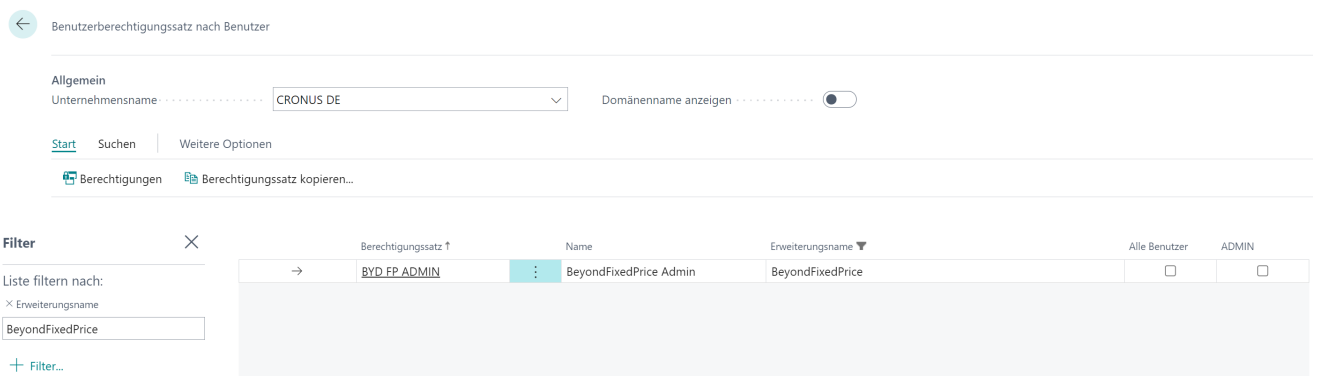 Benutzerberechtigungssatz nach Benutzer
Allgemein
Unternehmensname CRONUS DE Domänenname anzeigen
Start Suchen Weitere Optionen
Berechtigungen Berechtigungssatz kopieren...
Filter
Liste filtern nach:
Erweiterungsname
BeyondFixedPrice
Filter...
Berechtigungssatz ↑ Name Erweiterungsname Alle Benutzer ADMIN
BYD FP ADMIN BeyondFixedPrice Admin BeyondFixedPrice